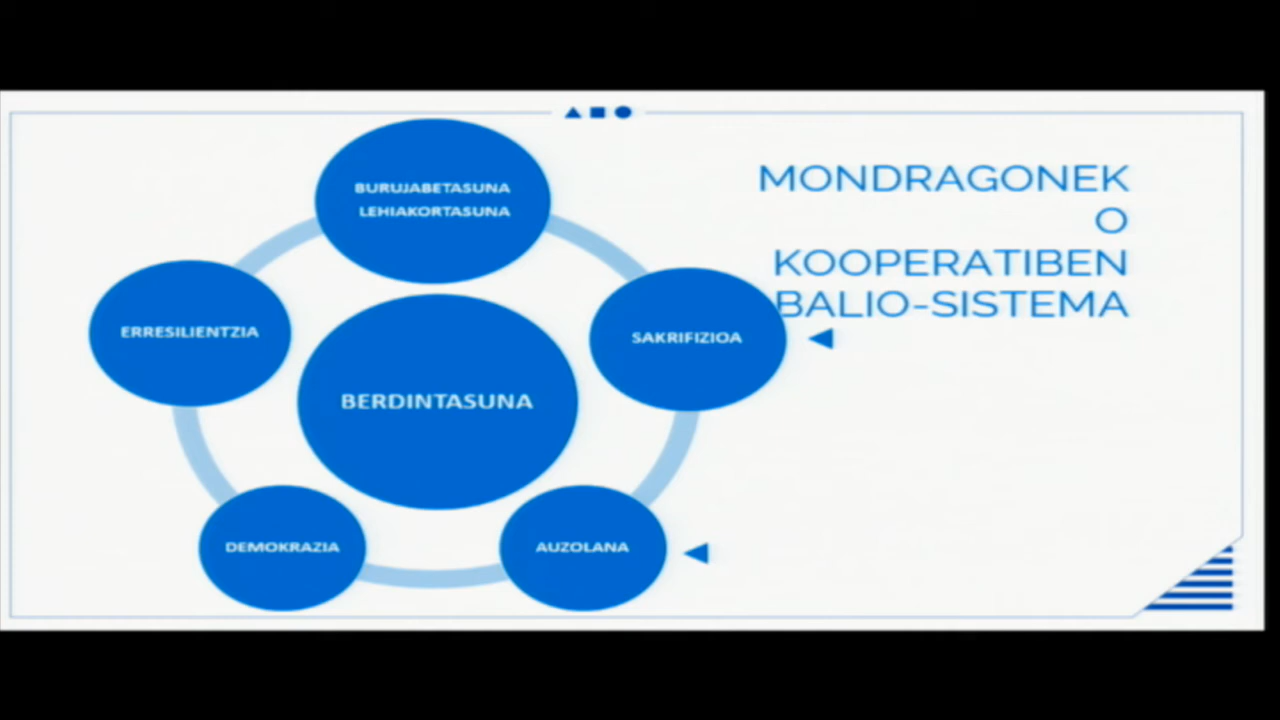 MONDRAGONEK
O
KOOPERATIBEN
BALIO-SISTEMA
BURUJABETASUNA
LEHIAKORTASUNA
ERRESILIENTZIA
SAKRIFIZIOA
BERDINTASUNA
DEMOKRAZIA
AUZOLANA